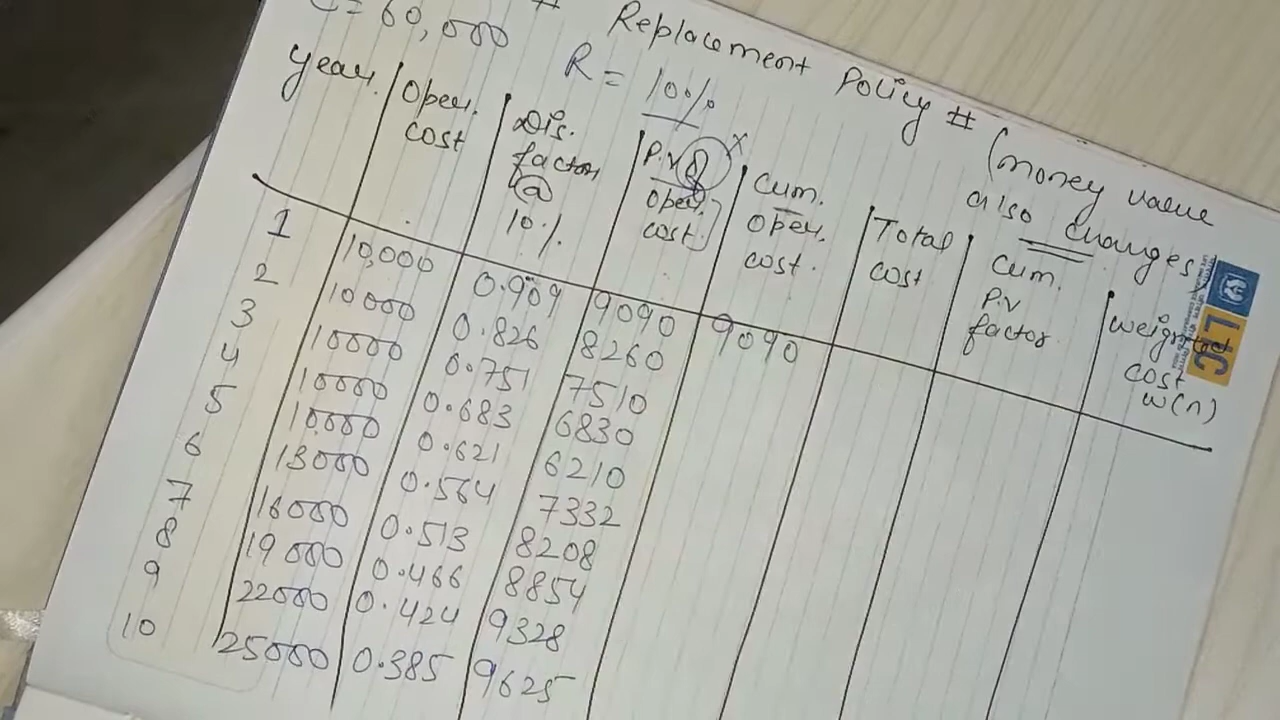 C = 60,000 # Replacement Policy # (money value
also changes
R = 10%
year. Oper. cost Dis. factor @ 10% P.V of oper. cost Cum. oper. cost. Total cost Cum. P.V factor weighted cost w(n)
1 10,000 0.909 9090 9090
2 10000 0.826 8260
3 10000 0.751 7510
4 10000 0.683 6830
5 10,000 0.621 6210
6 13000 0.564 7332
7 16000 0.513 8208
8 19000 0.466 8854
9 22000 0.424 9328
10 25000 0.385 9625
LIC